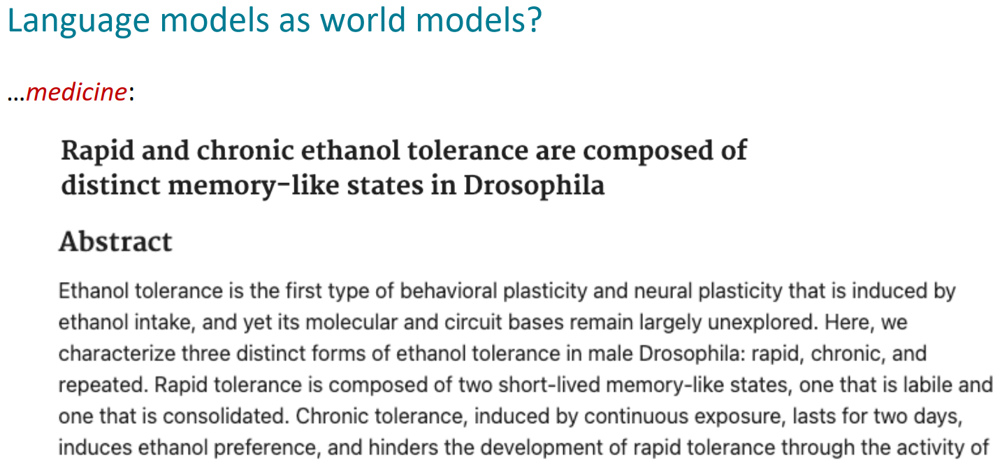 Language models as world models?
...medicine:
Rapid and chronic ethanol tolerance are composed of
distinct memory-like states in Drosophila
Abstract
Ethanol tolerance is the first type of behavioral plasticity and neural plasticity that is induced by
ethanol intake, and yet its molecular and circuit bases remain largely unexplored. Here, we
characterize three distinct forms of ethanol tolerance in male Drosophila: rapid, chronic, and
repeated. Rapid tolerance is composed of two short-lived memory-like states, one that is labile and
one that is consolidated. Chronic tolerance, induced by continuous exposure, lasts for two days,
induces ethanol preference, and hinders the development of rapid tolerance through the activity of